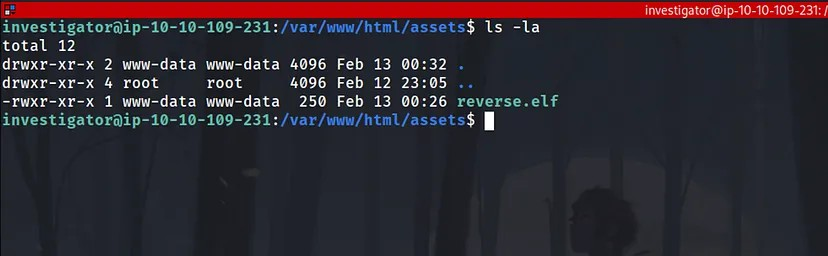 investigator@ip-10-10-109-231: /
investigator@ip-10-10-109-231:/var/www/html/assets$ ls -la
total 12
drwxr-xr-x 2 www-data www-data 4096 Feb 13 00:32 .
drwxr-xr-x 4 root     root     4096 Feb 12 23:05 ..
-rwxr-xr-x 1 www-data www-data  250 Feb 13 00:26 reverse.elf
investigator@ip-10-10-109-231:/var/www/html/assets$